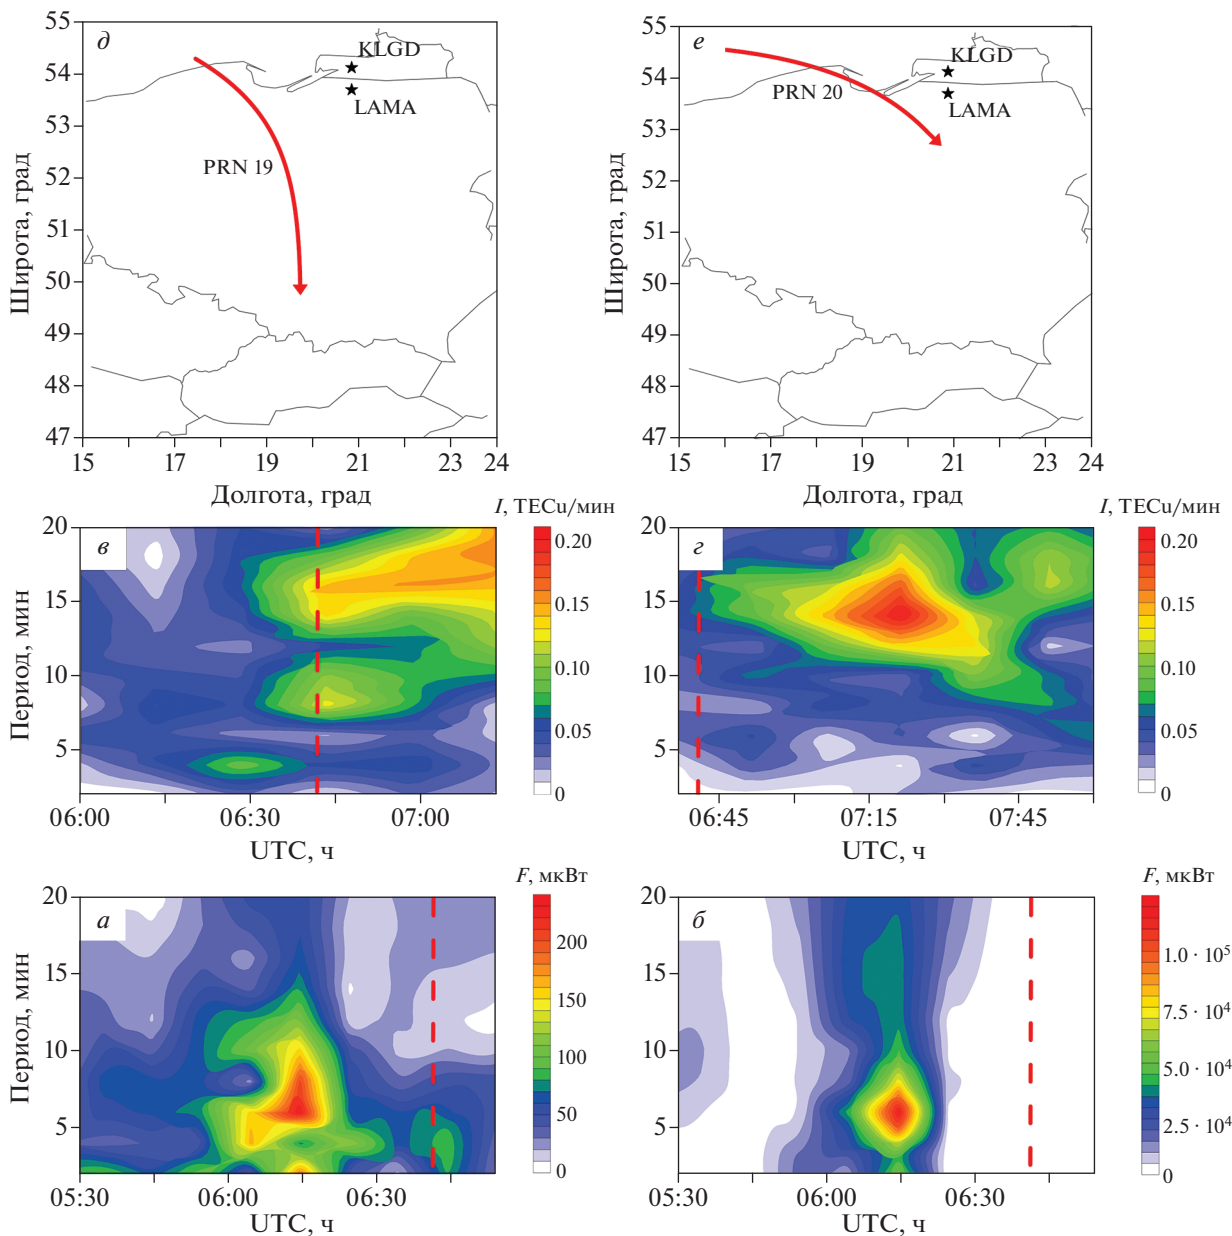 д
55
54
53
52
51
50
49
48
47
Широта, град
KLGD
LAMA
PRN 19
15
17
19
21
23
24
Долгота, град
е
55
54
53
52
51
50
49
48
47
Широта, град
KLGD
LAMA
PRN 20
15
17
19
21
23
24
Долгота, град
в
20
15
10
5
Период, мин
06:00
06:30
07:00
UTC, ч
I, TECu/мин
0.20
0.15
0.10
0.05
0
г
20
15
10
5
06:45
07:15
07:45
UTC, ч
I, TECu/мин
0.20
0.15
0.10
0.05
0
а
20
15
10
5
Период, мин
05:30
06:00
06:30
UTC, ч
F, мкВт
200
150
100
50
0
б
20
15
10
5
05:30
06:00
06:30
UTC, ч
F, мкВт
1.0 · 10⁵
7.5 · 10⁴
5.0 · 10⁴
2.5 · 10⁴
0